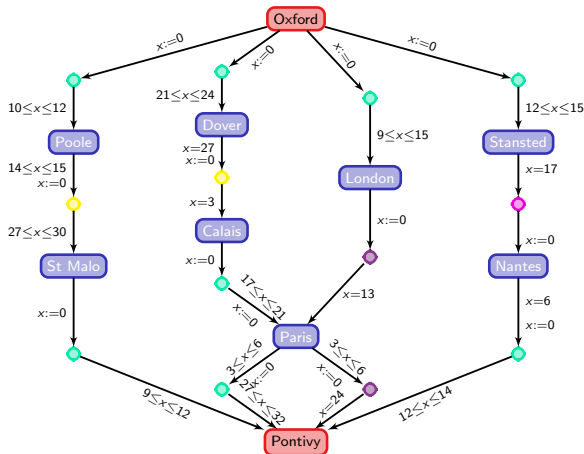 Oxford
x:=0
x:=0
x:=0
x:=0
10≤x≤12
21≤x≤24
9≤x≤15
12≤x≤15
Poole
Dover
London
Stansted
14≤x≤15
x:=0
x=27
x:=0
x:=0
x=17
27≤x≤30
x=3
St Malo
Calais
Nantes
x:=0
x:=0
x=13
x:=0
x=6
x:=0
17≤x≤21
x:=0
Paris
3≤x≤6
x:=0
3≤x≤6
x:=0
9≤x≤12
27≤x≤32
x=24
12≤x≤14
Pontivy